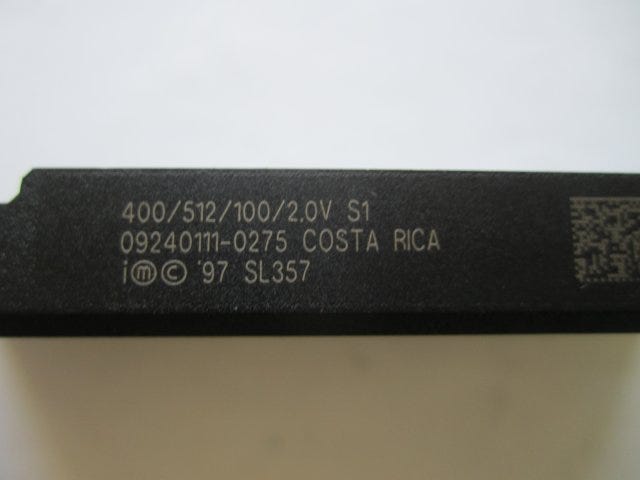 400/512/100/2.0V S1
09240111-0275 COSTA RICA
i ⓜ © '97 SL357